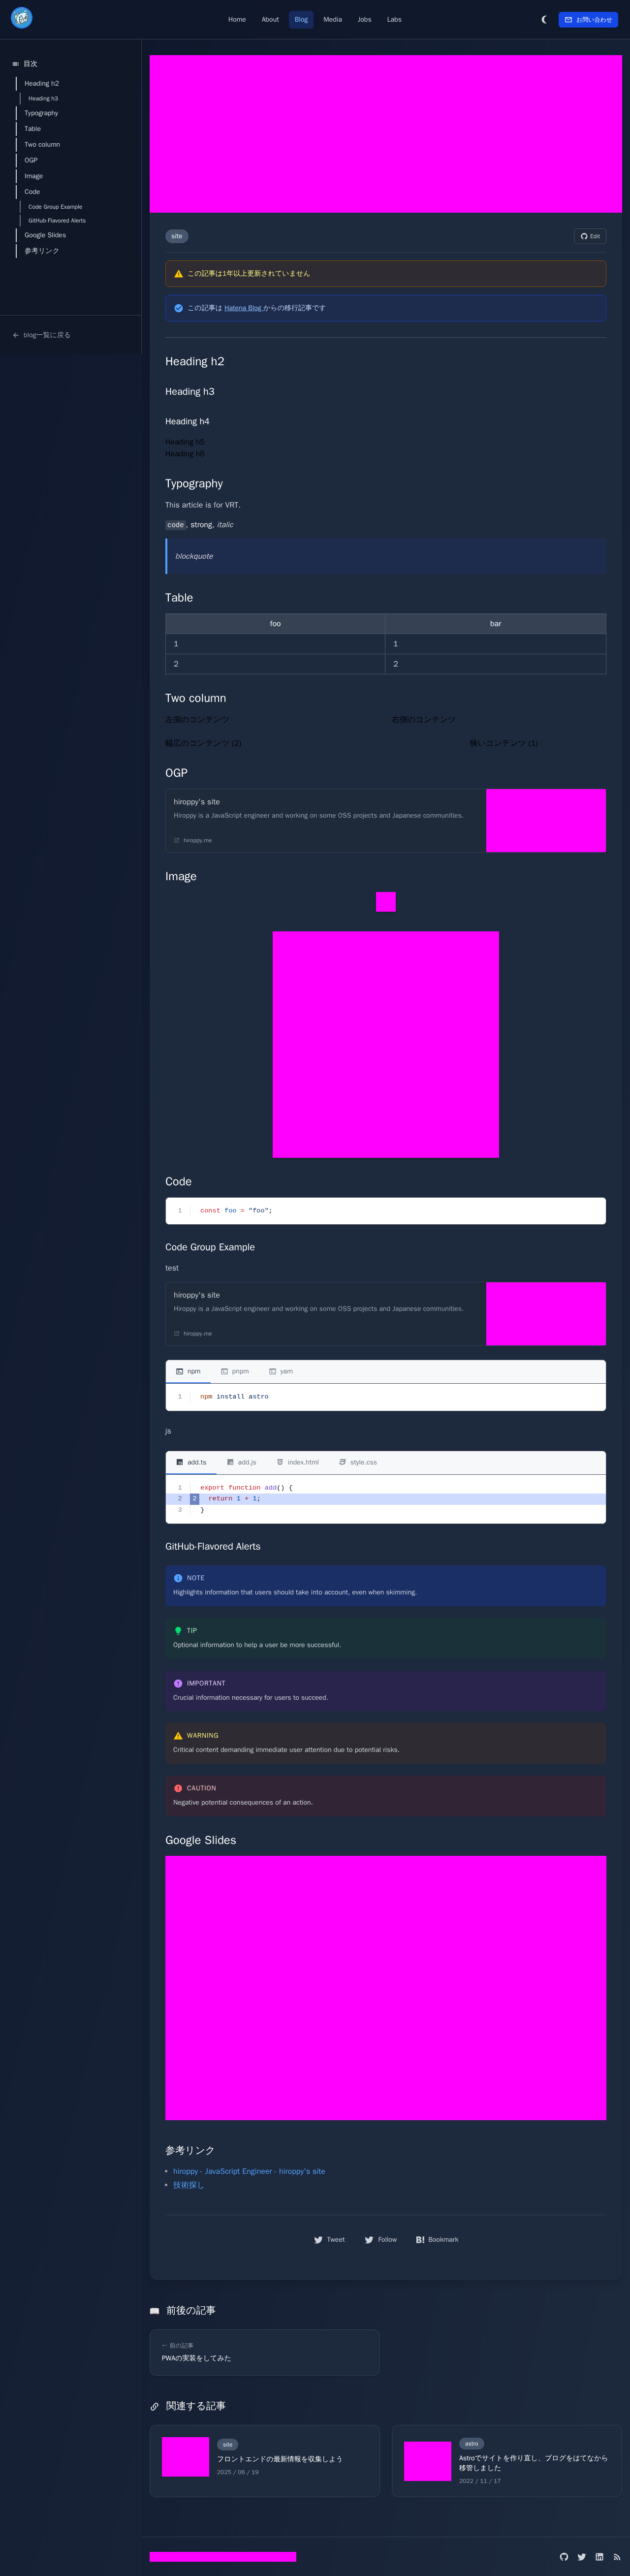 Home About Blog Media Jobs Labs お問い合わせ
目次
Heading h2
Heading h3
Typography
Table
Two column
OGP
Image
Code
Code Group Example
GitHub-Flavored Alerts
Google Slides
参考リンク
blog一覧に戻る
site Edit
この記事は1年以上更新されていません
この記事は Hatena Blog からの移行記事です
Heading h2
Heading h3
Heading h4
Heading h5
Heading h6
Typography
This article is for VRT.
code, strong, italic
blockquote
Table
foo bar
1 1
2 2
Two column
左側のコンテンツ 右側のコンテンツ
幅広のコンテンツ (2) 狭いコンテンツ (1)
OGP
hiroppy's site
Hiroppy is a JavaScript engineer and working on some OSS projects and Japanese communities.
hiroppy.me
Image
Code
1 const foo = "foo";
Code Group Example
test
hiroppy's site
Hiroppy is a JavaScript engineer and working on some OSS projects and Japanese communities.
hiroppy.me
npm pnpm yarn
1 npm install astro
js
add.ts add.js index.html style.css
1 export function add() {
2 2 return 1 + 1;
3 }
GitHub-Flavored Alerts
NOTE
Highlights information that users should take into account, even when skimming.
TIP
Optional information to help a user be more successful.
IMPORTANT
Crucial information necessary for users to succeed.
WARNING
Critical content demanding immediate user attention due to potential risks.
CAUTION
Negative potential consequences of an action.
Google Slides
参考リンク
hiroppy - JavaScript Engineer - hiroppy's site
技術探し
Tweet Follow B! Bookmark
前後の記事
← 前の記事
PWAの実装をしてみた
関連する記事
site
フロントエンドの最新情報を収集しよう
2025 / 06 / 19
astro
Astroでサイトを作り直し、ブログをはてなから
移管しました
2022 / 11 / 17